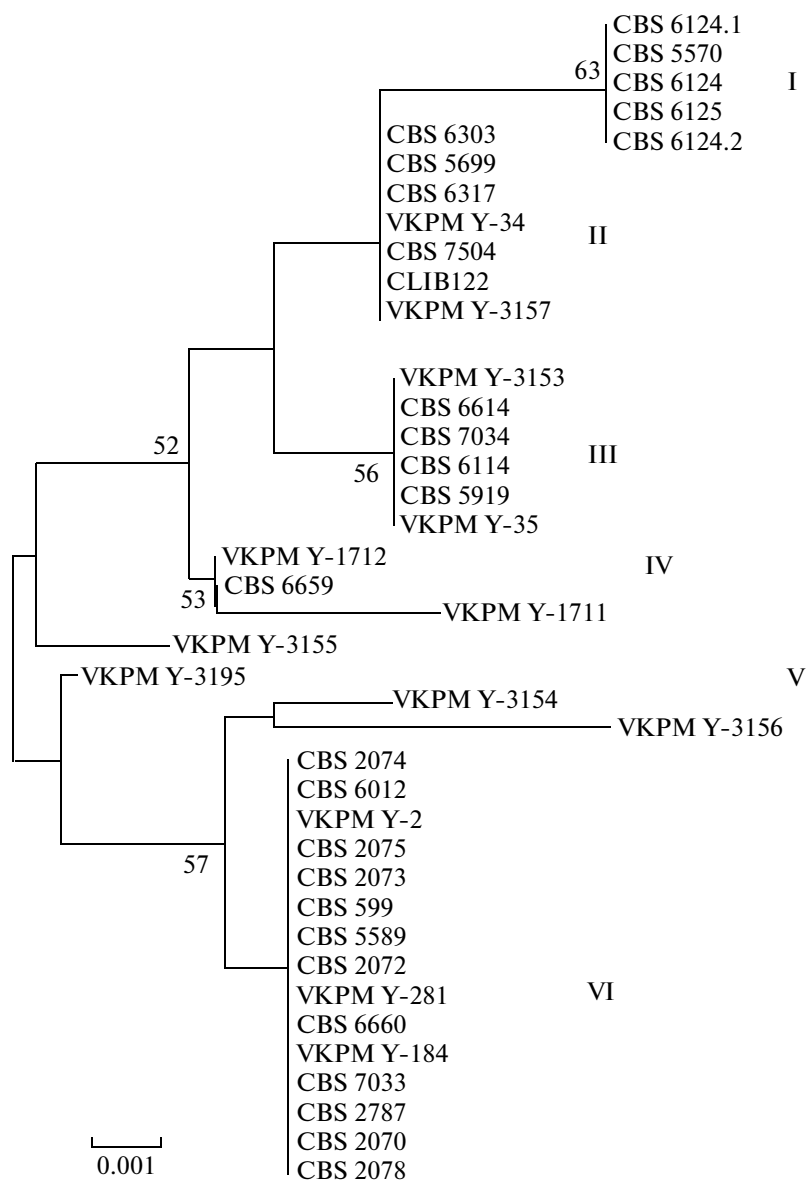 CBS 6124.1
CBS 5570
63
CBS 6124
I
CBS 6125
CBS 6124.2
CBS 6303
CBS 5699
CBS 6317
VKPM Y-34
II
CBS 7504
CLIB122
VKPM Y-3157
VKPM Y-3153
CBS 6614
CBS 7034
52
III
CBS 6114
56
CBS 5919
VKPM Y-35
VKPM Y-1712
IV
CBS 6659
53
VKPM Y-1711
VKPM Y-3155
VKPM Y-3195
V
VKPM Y-3154
VKPM Y-3156
CBS 2074
CBS 6012
VKPM Y-2
CBS 2075
57
CBS 2073
CBS 599
CBS 5589
CBS 2072
VKPM Y-281
VI
CBS 6660
VKPM Y-184
CBS 7033
CBS 2787
CBS 2070
0.001
CBS 2078